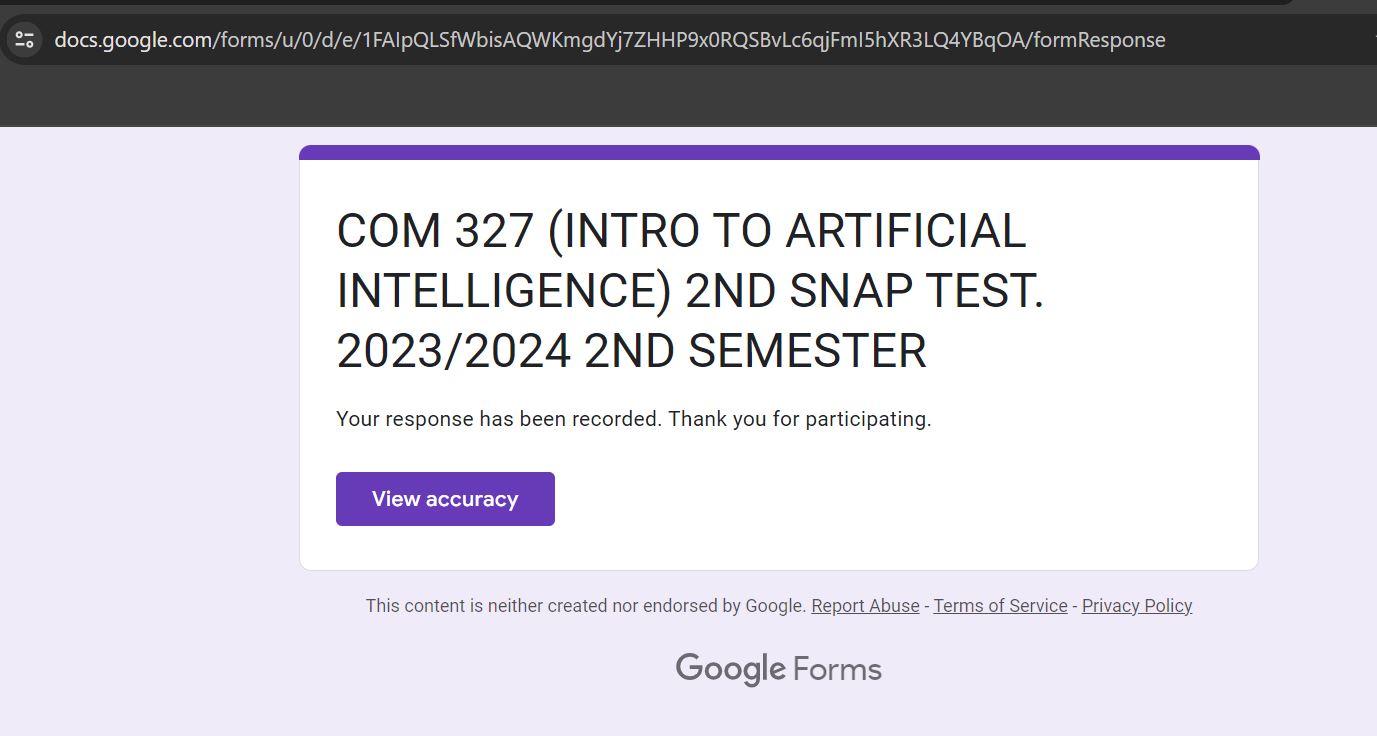 docs.google.com/forms/u/0/d/e/1FAIpQLSfWbisAQWKmgdYj7ZHHP9x0RQSBvLc6qjFmI5hXR3LQ4YBqOA/formResponse
COM 327 (INTRO TO ARTIFICIAL
INTELLIGENCE) 2ND SNAP TEST.
2023/2024 2ND SEMESTER
Your response has been recorded. Thank you for participating.
View accuracy
This content is neither created nor endorsed by Google. Report Abuse - Terms of Service - Privacy Policy
Google Forms